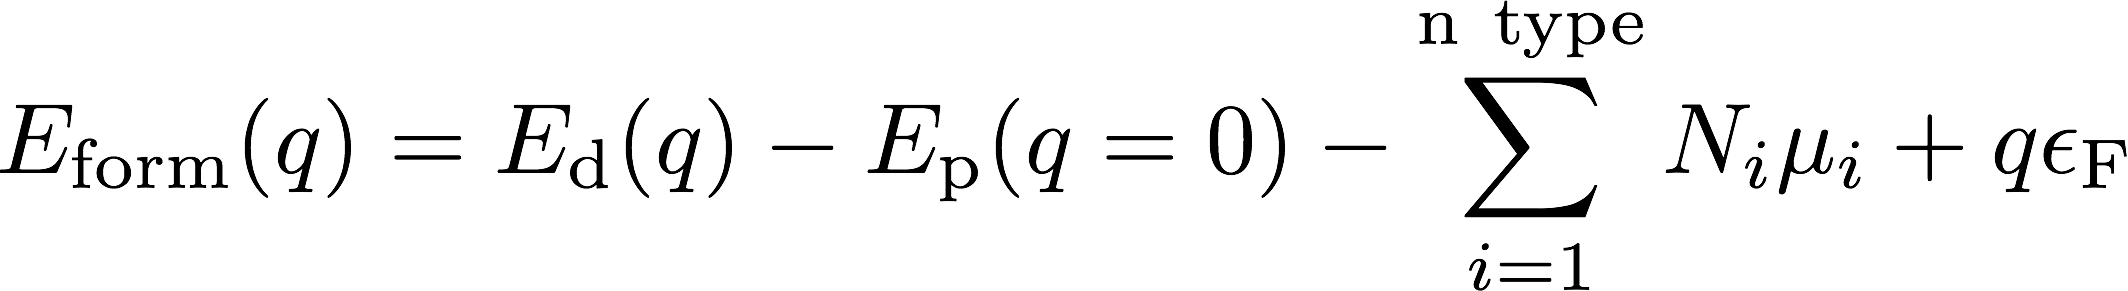 E_form(q) = E_d(q) − E_p(q = 0) − ∑_{i=1}^{n type} N_i μ_i + qϵ_F